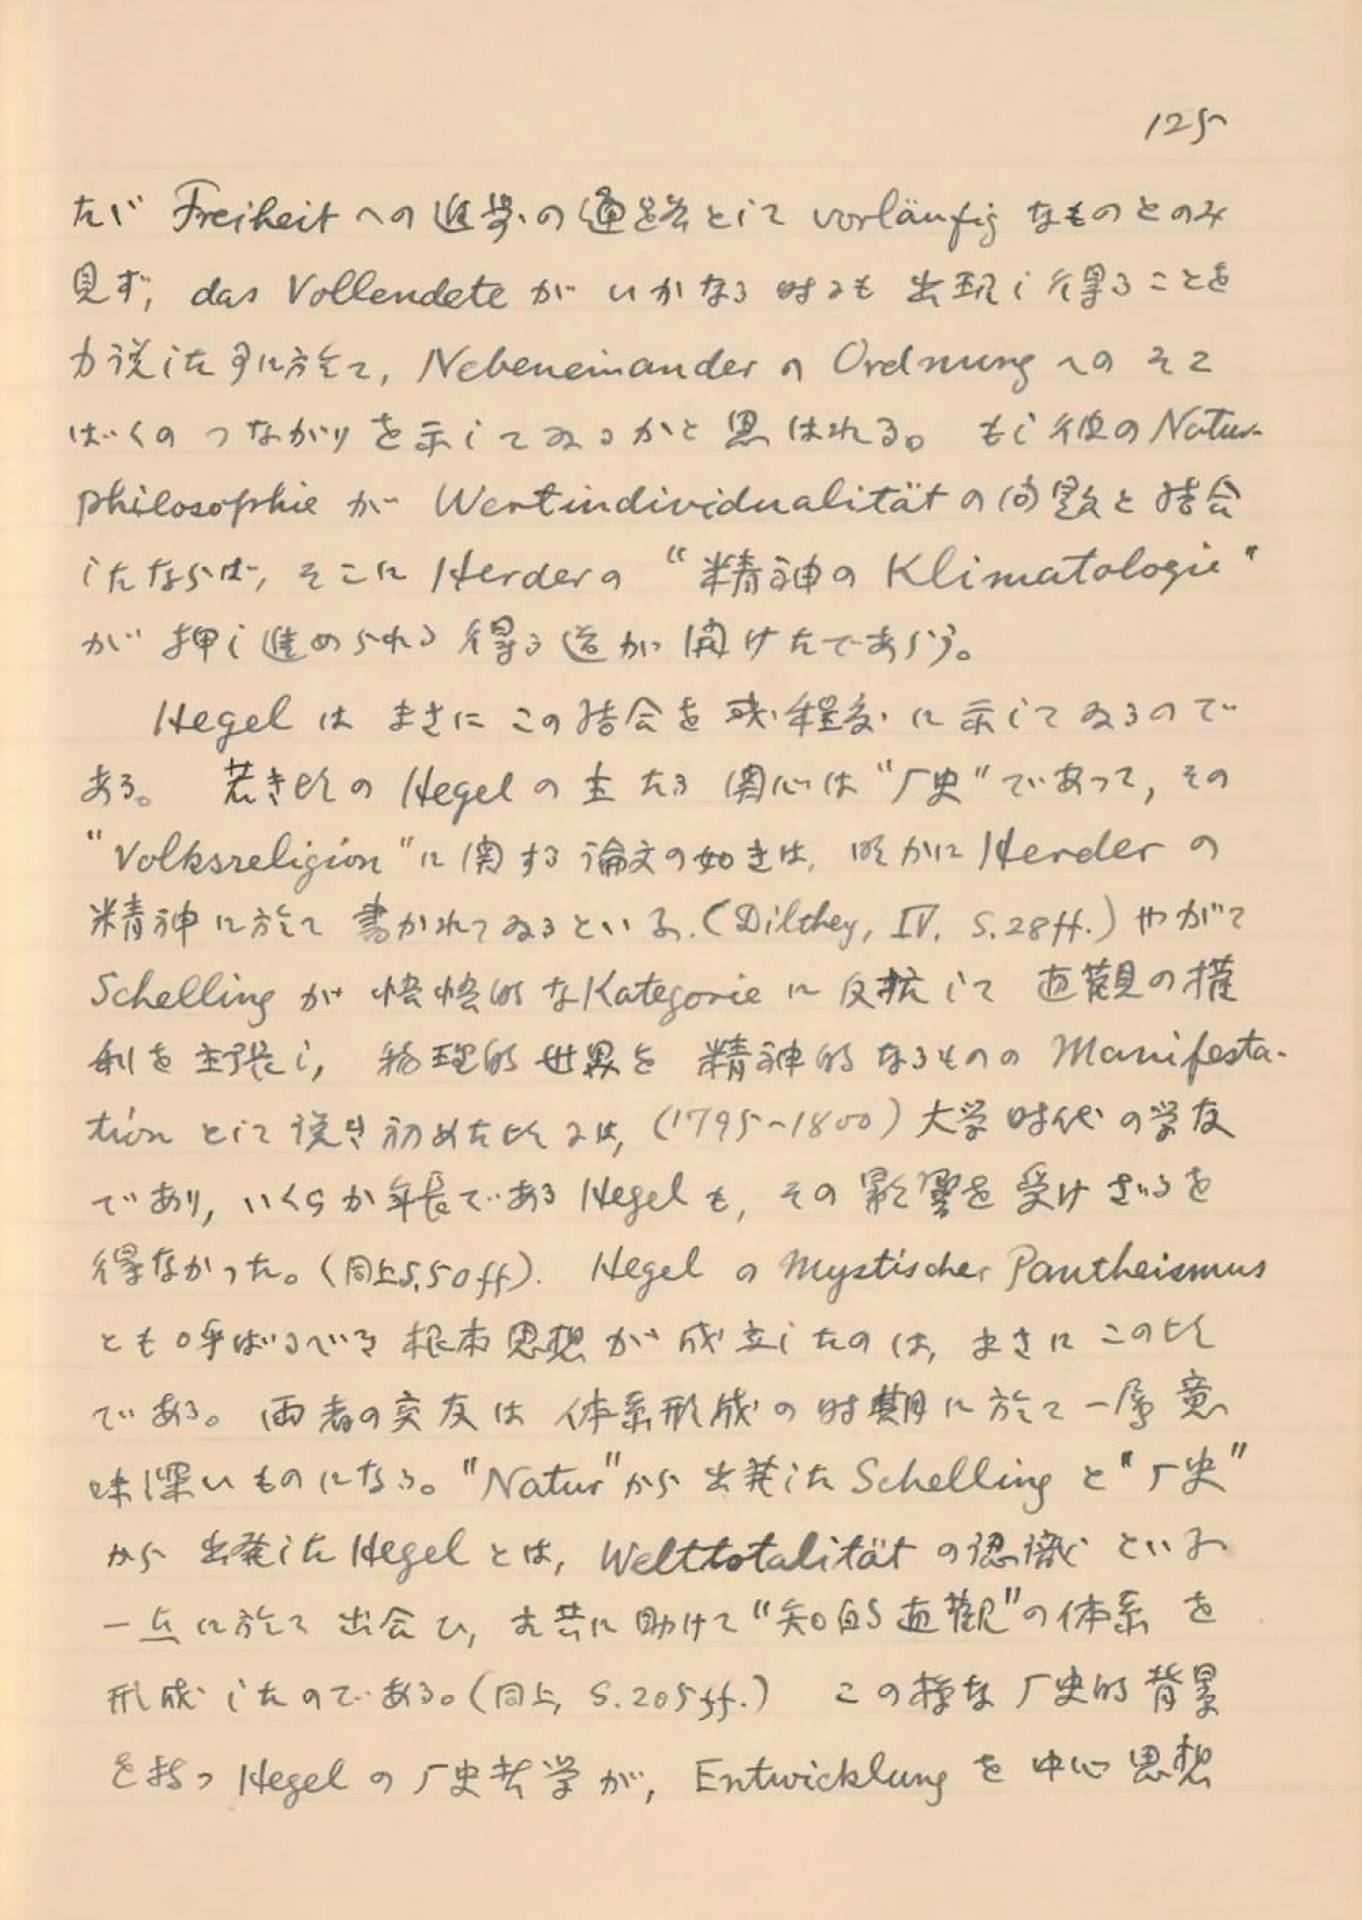 125
たゞ Freiheit への進歩の通路として vorläufig なものとのみ
見ず, das Vollendete が いかなる時にも 出現し得ることを
力説した予に於て, Nebeneinander の Ordnung への そこ
ばくの つながりを示してゐるかと思はれる。 もし彼の Natur-
philosophie が Wertindividualität の問題と結合
したならば, そこに Herder の “精神の Klimatologie”
が 押し進められる 得る道が開けたであらう。
Hegel は まさに この結合を或程度に示してゐるので
ある。 若き比の Hegel の主たる関心は “厂史” であって, その
“Volksreligion” に関する論文の如きは, 明かに Herder の
精神に於て 書かれてゐるといふ. (Dilthey, IV. S.28ff.) やがて
Schelling が 悟性的な Kategorie に反抗して 直観の権
利を主張し, 物理的世界を 精神的なるものの Manifesta-
tion として説き初めた比には, (1795~1800) 大学時代の学友
であり, いくらか年長である Hegel も, その影響を受けざるを
得なかった。(同上S.50ff). Hegel の Mystischer Pantheismus
とも呼ばるべき 根本思想が成立したのは, まさに この比
である。 両者の交友は 体系形成の時期に於て一層意
味深いものになる。 “Natur” から 出発した Schelling と “厂史”
から 出発した Hegel とは, Welttotalität の認識といふ
一点に於て 出会ひ, 共に助けて “知的直観” の体系を
形成したのである。(同上, S.205ff.) この様な厂史的背景
を持つ Hegel の厂史哲学が, Entwicklung を中心思想